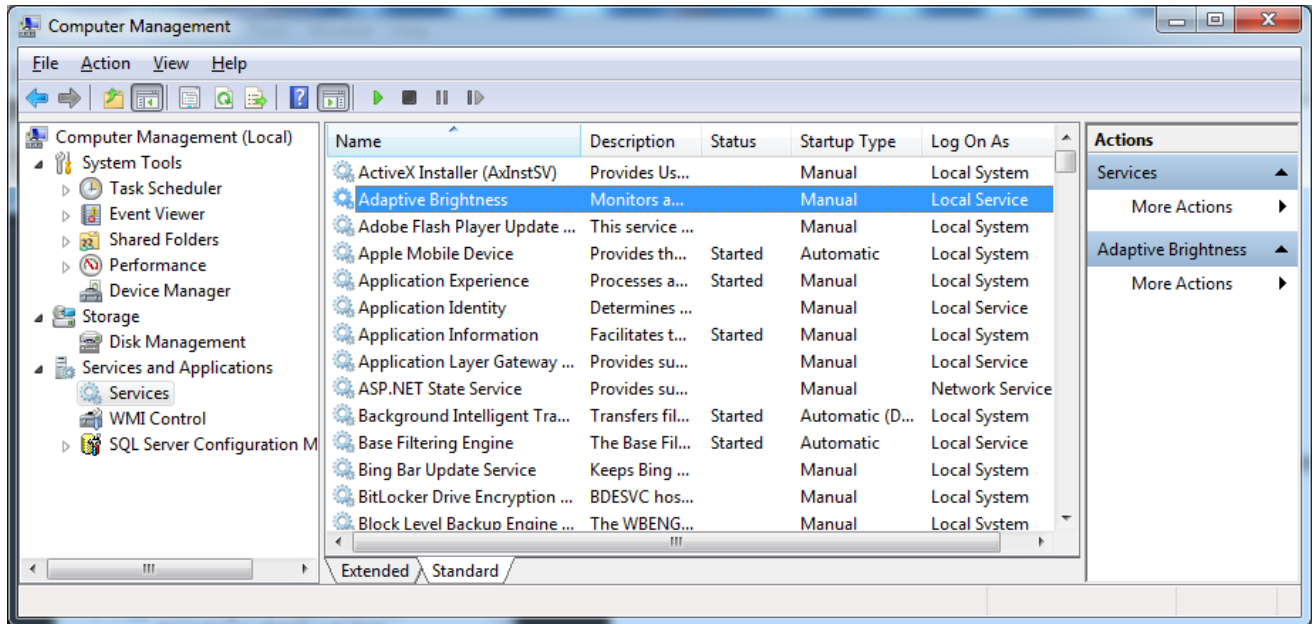 Computer Management
File Action View Help
Computer Management (Local)
System Tools
Task Scheduler
Event Viewer
Shared Folders
Performance
Device Manager
Storage
Disk Management
Services and Applications
Services
WMI Control
SQL Server Configuration M
Name Description Status Startup Type Log On As
ActiveX Installer (AxInstSV) Provides Us... Manual Local System
Adaptive Brightness Monitors a... Manual Local Service
Adobe Flash Player Update ... This service ... Manual Local System
Apple Mobile Device Provides th... Started Automatic Local System
Application Experience Processes a... Started Manual Local System
Application Identity Determines ... Manual Local Service
Application Information Facilitates t... Started Manual Local System
Application Layer Gateway ... Provides su... Manual Local Service
ASP.NET State Service Provides su... Manual Network Service
Background Intelligent Tra... Transfers fil... Started Automatic (D... Local System
Base Filtering Engine The Base Fil... Started Automatic Local Service
Bing Bar Update Service Keeps Bing ... Manual Local System
BitLocker Drive Encryption ... BDESVC hos... Manual Local System
Block Level Backup Engine ... The WBENG... Manual Local System
Extended Standard
Actions
Services
More Actions
Adaptive Brightness
More Actions